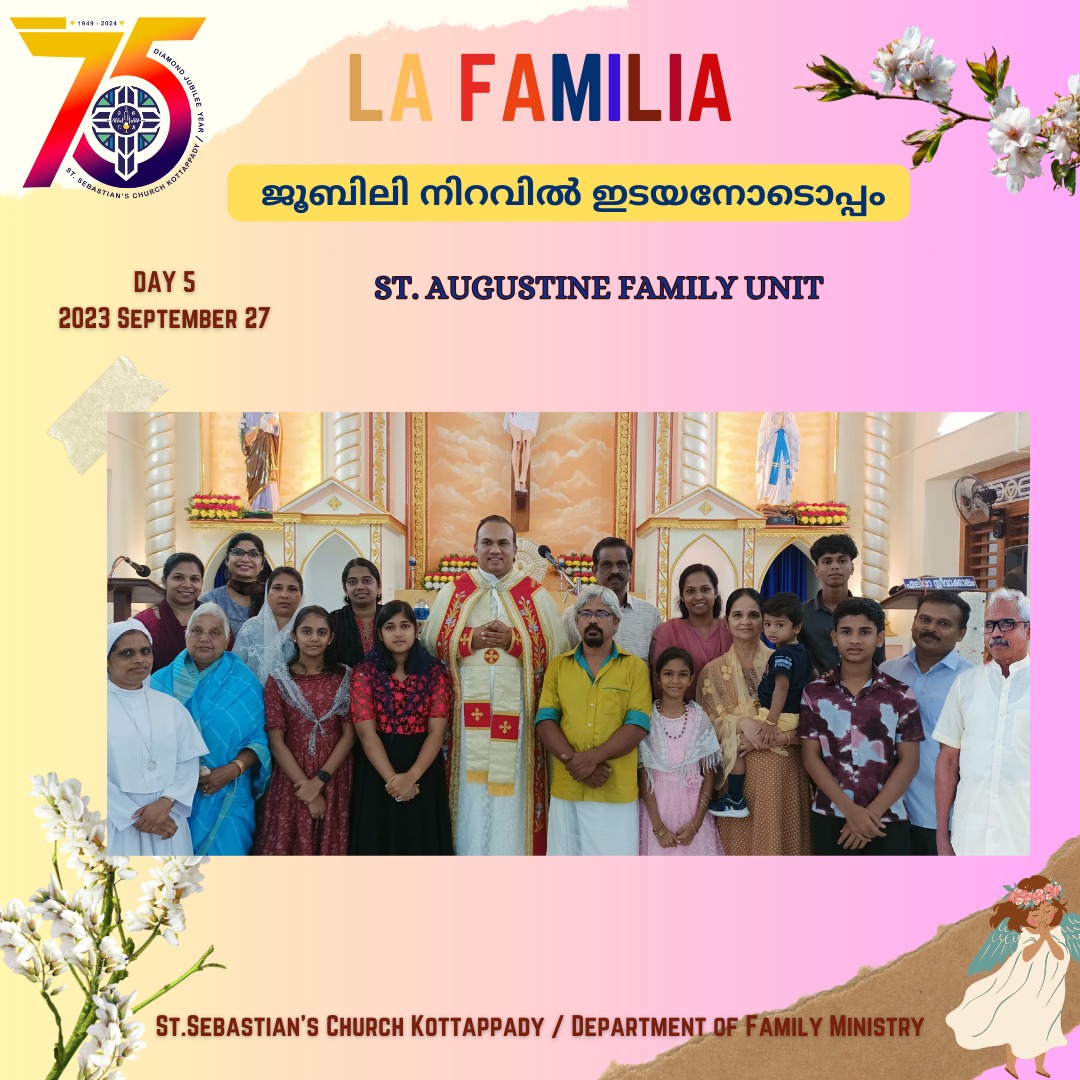 1949 - 2024
75
DIAMOND JUBILEE YEAR /
ST. SEBASTIAN'S CHURCH KOTTAPPADY /
LA FAMILIA
ജൂബിലി നിറവിൽ ഇടയനോടൊപ്പം
DAY 5
2023 SEPTEMBER 27
ST. AUGUSTINE FAMILY UNIT
ST.SEBASTIAN'S CHURCH KOTTAPPADY / DEPARTMENT OF FAMILY MINISTRY